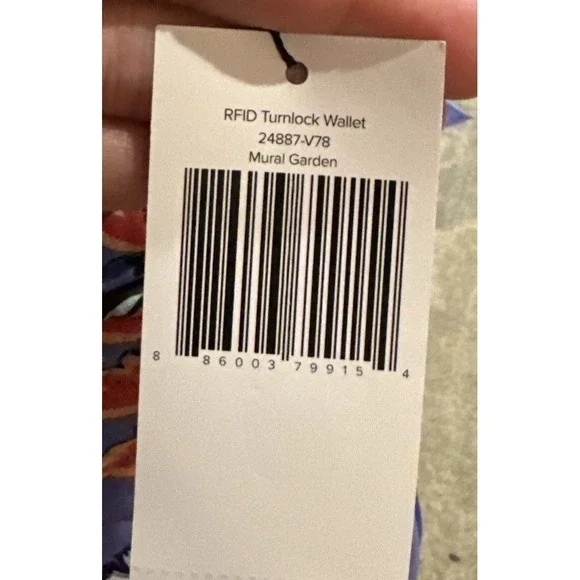 RFID Turnlock Wallet
24887-V78
Mural Garden
8 86003 79915 4